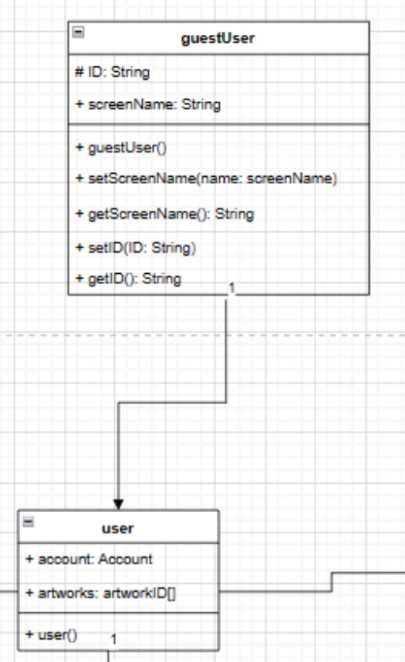 guestUser
# ID: String
+ screenName: String
+ guestUser()
+ setScreenName(name: screenName)
+ getScreenName(): String
+ setID(ID: String)
+ getID(): String
1
user
+ account: Account
+ artworks: artworkID[]
+ user()
1